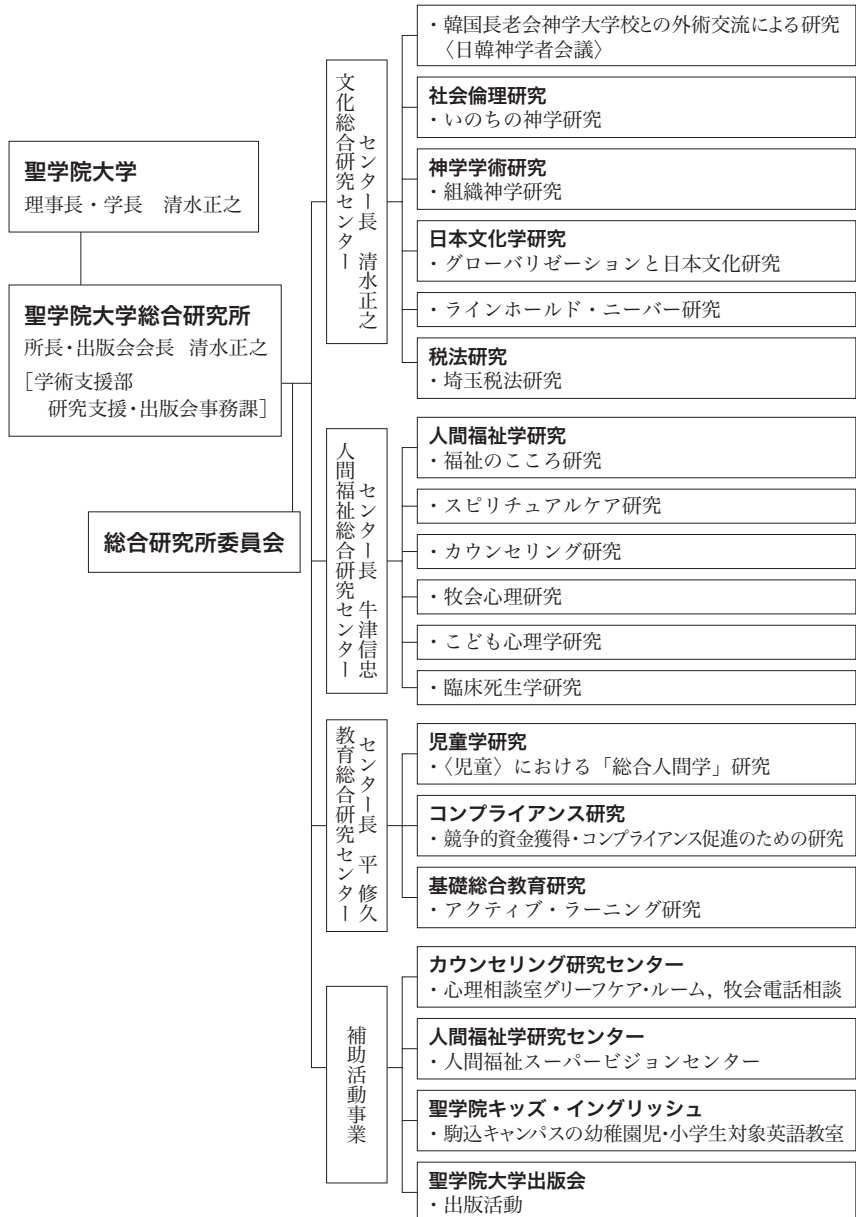 聖学院大学
理事長・学長　清水正之
聖学院大学総合研究所
所長・出版会会長　清水正之
［学術支援部
研究支援・出版会事務課］
総合研究所委員会
文化総合研究センター
センター長　清水正之
・韓国長老会神学大学校との外術交流による研究
〈日韓神学者会議〉
社会倫理研究
・いのちの神学研究
神学学術研究
・組織神学研究
日本文化学研究
・グローバリゼーションと日本文化研究
・ラインホールド・ニーバー研究
税法研究
・埼玉税法研究
人間福祉総合研究センター
センター長　牛津信忠
人間福祉学研究
・福祉のこころ研究
・スピリチュアルケア研究
・カウンセリング研究
・牧会心理研究
・こども心理学研究
・臨床死生学研究
教育総合研究センター
センター長　平　修久
児童学研究
・〈児童〉における「総合人間学」研究
コンプライアンス研究
・競争的資金獲得・コンプライアンス促進のための研究
基礎総合教育研究
・アクティブ・ラーニング研究
補助活動事業
カウンセリング研究センター
・心理相談室グリーフケア・ルーム，牧会電話相談
人間福祉学研究センター
・人間福祉スーパービジョンセンター
聖学院キッズ・イングリッシュ
・駒込キャンパスの幼稚園児・小学生対象英語教室
聖学院大学出版会
・出版活動